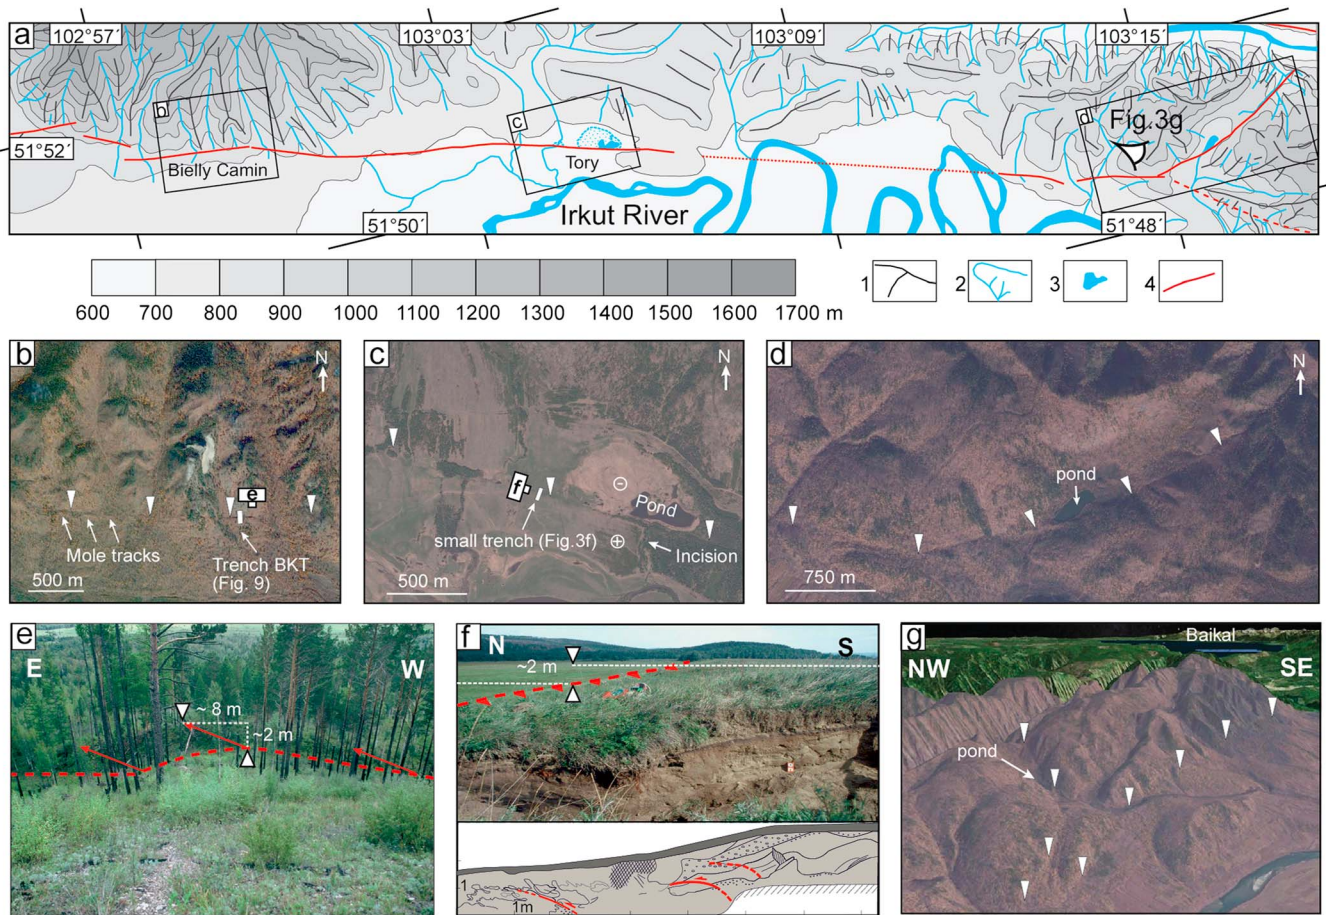 a
102°57´
103°03´
103°09´
103°15´
b
c
d
Fig.3g
51°52´
Bielly Camin
Tory
Irkut River
51°50´
51°48´
1
2
3
4
600 700 800 900 1000 1100 1200 1300 1400 1500 1600 1700 m
b
N
e
Mole tracks
Trench BKT
(Fig. 9)
500 m
c
N
f
-
Pond
small trench (Fig.3f)
+
Incision
500 m
d
N
pond
750 m
e
E
W
~ 8 m
~2 m
f
N
S
~2 m
1
1m
g
Baikal
NW
SE
pond